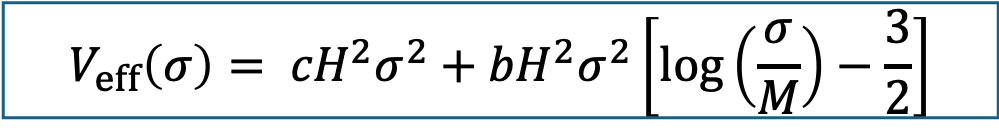 V_eff(σ) = cH²σ² + bH²σ² [log(σ/M) − 3/2]